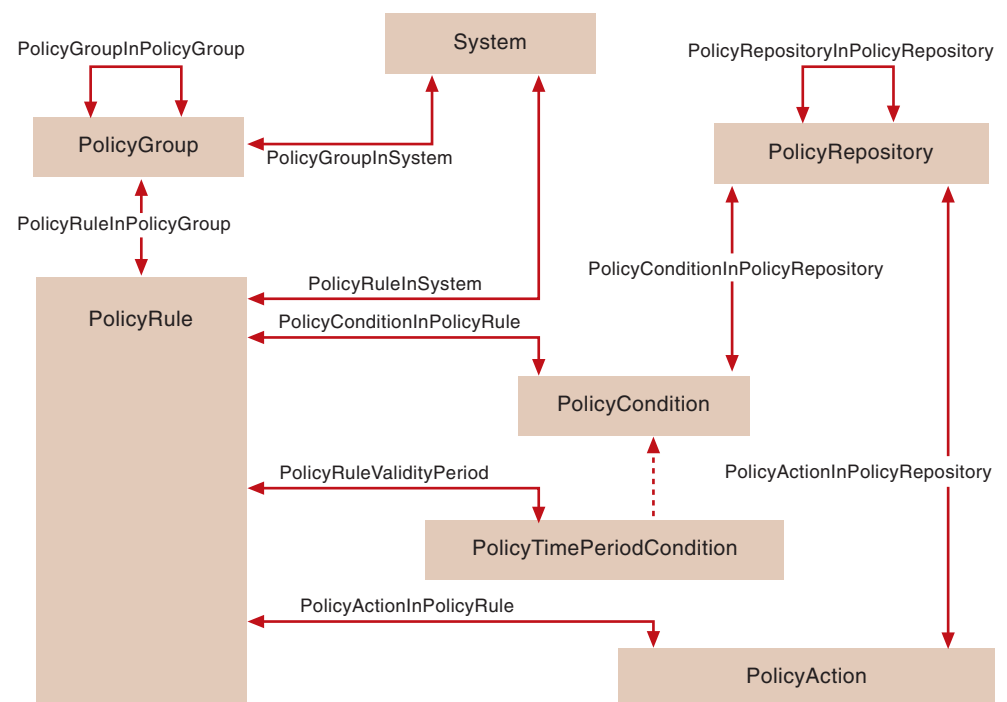 System
PolicyGroupInPolicyGroup
PolicyRepositoryInPolicyRepository
PolicyGroup
PolicyRepository
PolicyGroupInSystem
PolicyRuleInPolicyGroup
PolicyConditionInPolicyRepository
PolicyRuleInSystem
PolicyRule
PolicyConditionInPolicyRule
PolicyCondition
PolicyRuleValidityPeriod
PolicyActionInPolicyRepository
PolicyTimePeriodCondition
PolicyActionInPolicyRule
PolicyAction